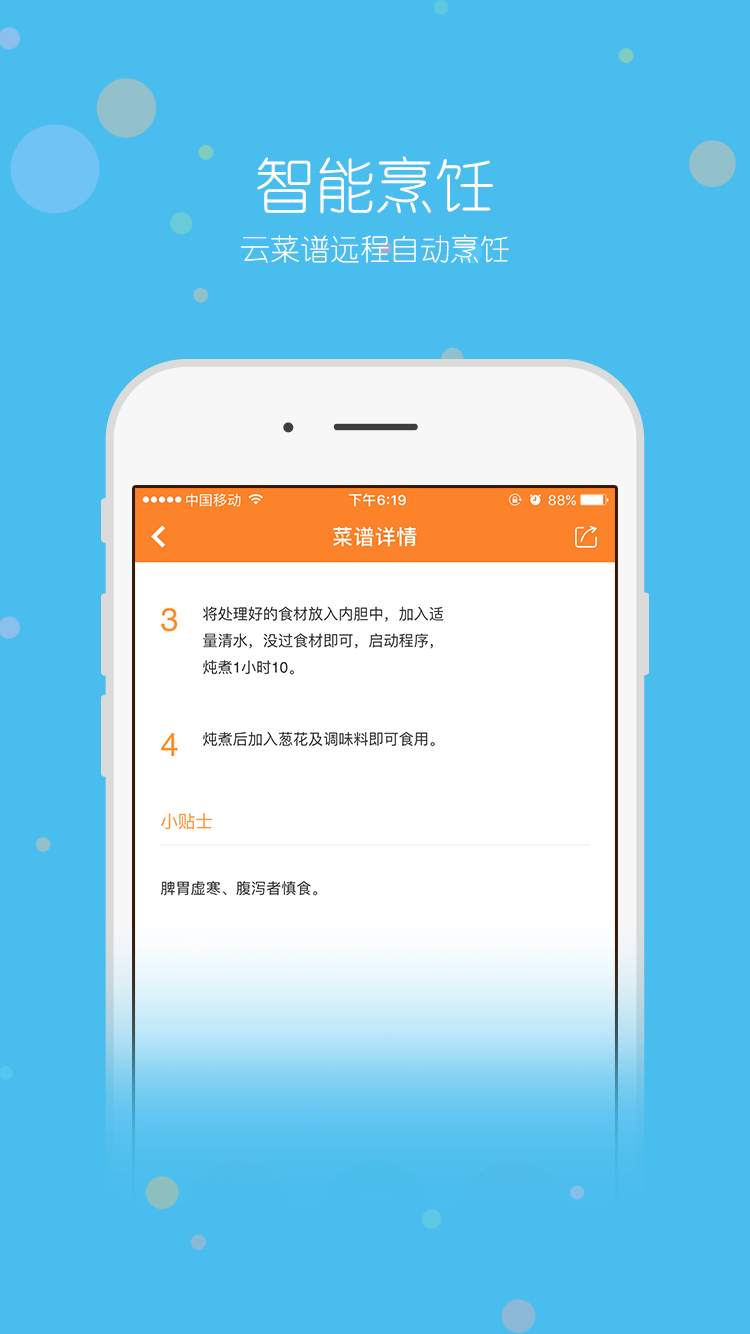 智能烹饪
云菜谱远程自动烹饪
中国移动 下午6:19 88%
菜谱详情
3 将处理好的食材放入内胆中，加入适
量清水，没过食材即可，启动程序，
炖煮1小时10。
4 炖煮后加入葱花及调味料即可食用。
小贴士
脾胃虚寒、腹泻者慎食。